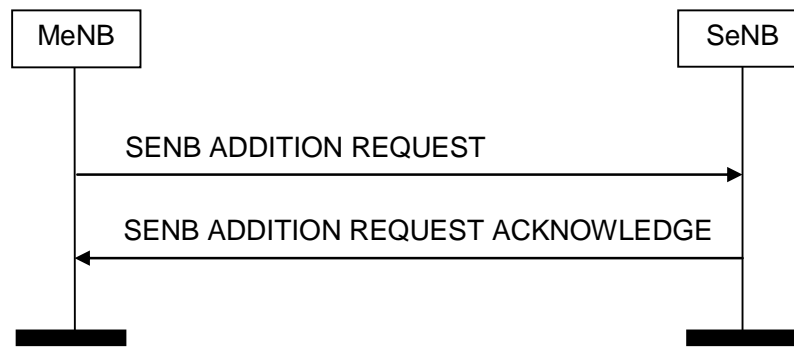 MeNB
SeNB
SENB ADDITION REQUEST
SENB ADDITION REQUEST ACKNOWLEDGE